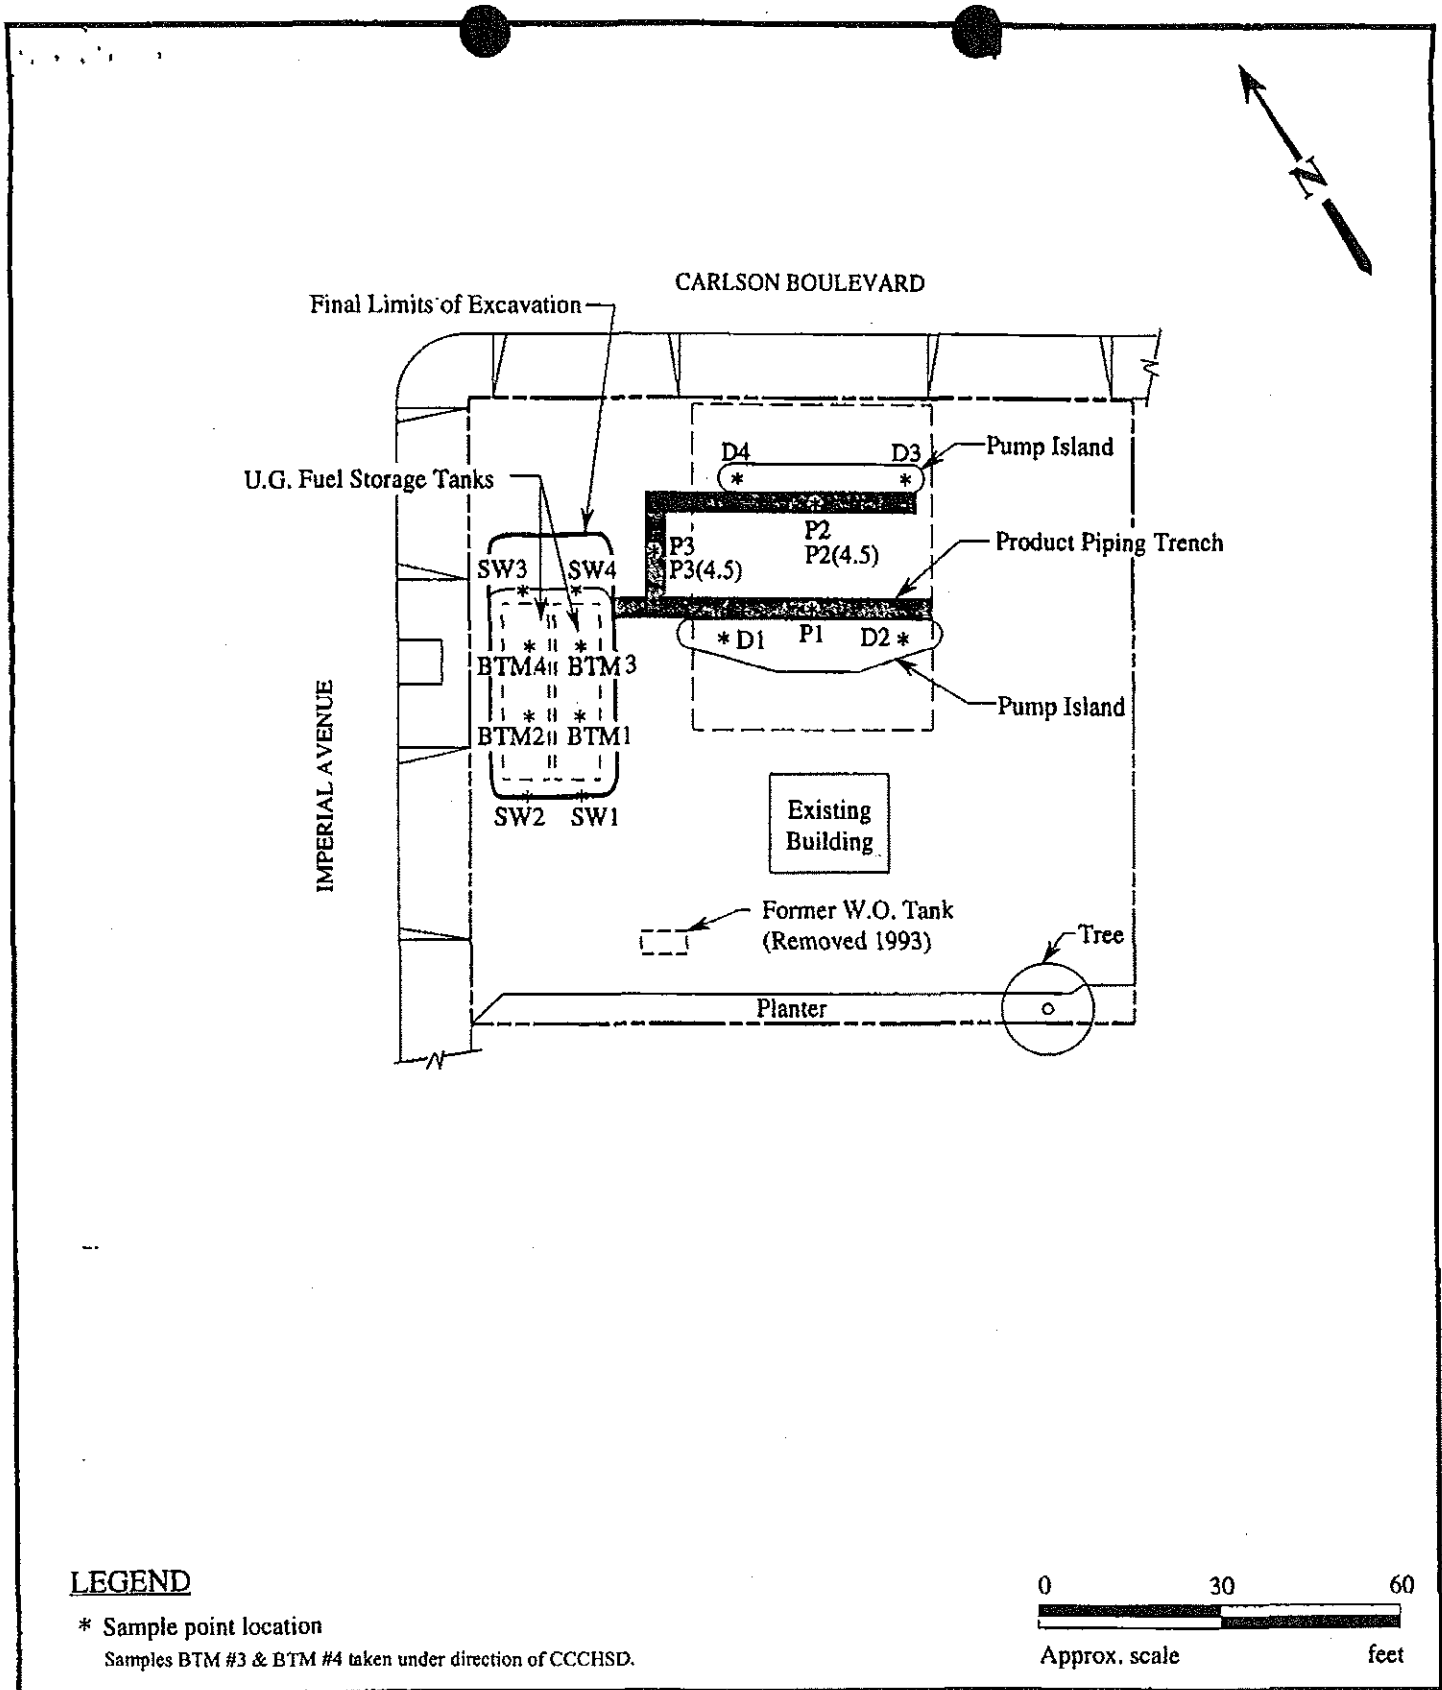 N
CARLSON BOULEVARD
Final Limits of Excavation
Pump Island
D4
D3
U.G. Fuel Storage Tanks
P2
P2(4.5)
Product Piping Trench
P3
P3(4.5)
SW3
SW4
* D1
P1
D2 *
BTM4
BTM3
Pump Island
BTM2
BTM1
IMPERIAL AVENUE
SW2
SW1
Existing
Building
Former W.O. Tank
(Removed 1993)
Tree
Planter
LEGEND
* Sample point location
Samples BTM #3 & BTM #4 taken under direction of CCCHSD.
0 30 60
Approx. scale feet